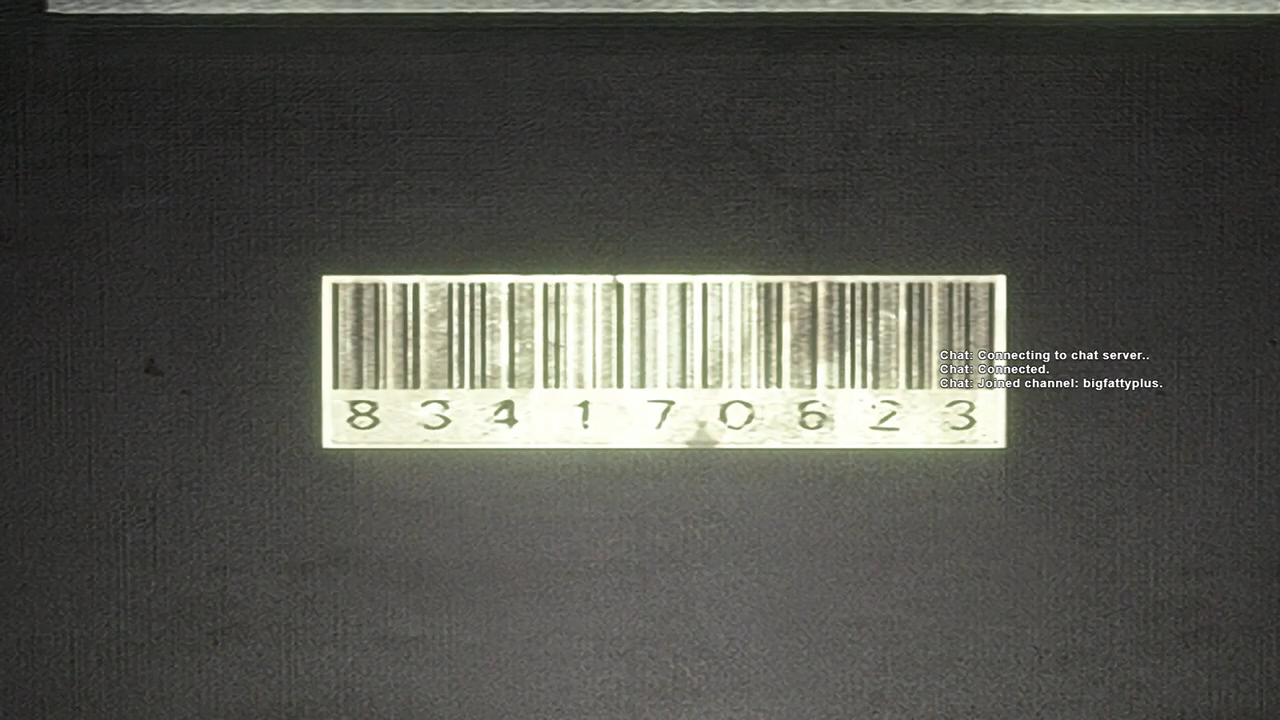 834170623
Chat: Connecting to chat server..
Chat: Connected.
Chat: Joined channel: bigfattyplus.